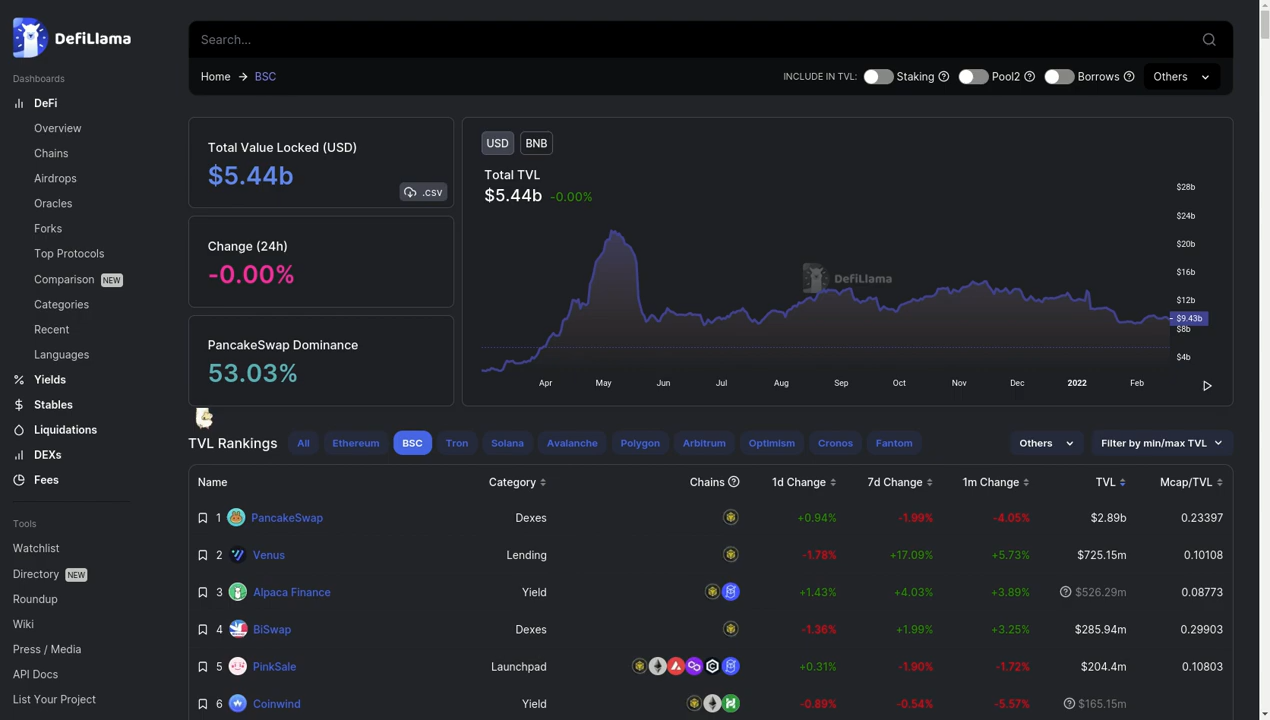 DefiLlama
Dashboards
DeFi
Overview
Chains
Airdrops
Oracles
Forks
Top Protocols
Comparison NEW
Categories
Recent
Languages
Yields
Stables
Liquidations
DEXs
Fees
Tools
Watchlist
Directory NEW
Roundup
Wiki
Press / Media
API Docs
List Your Project
Search...
Home → BSC
INCLUDE IN TVL: Staking Pool2 Borrows Others
Total Value Locked (USD)
$5.44b
.csv
Change (24h)
-0.00%
PancakeSwap Dominance
53.03%
USD BNB
Total TVL
$5.44b -0.00%
DefiLlama
$28b
$24b
$20b
$16b
$12b
$9.43b
$8b
$4b
Apr May Jun Jul Aug Sep Oct Nov Dec 2022 Feb
TVL Rankings All Ethereum BSC Tron Solana Avalanche Polygon Arbitrum Optimism Cronos Fantom Others Filter by min/max TVL
Name Category Chains 1d Change 7d Change 1m Change TVL Mcap/TVL
1 PancakeSwap Dexes +0.94% -1.99% -4.05% $2.89b 0.23397
2 Venus Lending -1.78% +17.09% +5.73% $725.15m 0.10108
3 Alpaca Finance Yield +1.43% +4.03% +3.89% $526.29m 0.08773
4 BiSwap Dexes -1.36% +1.99% +3.25% $285.94m 0.29903
5 PinkSale Launchpad +0.31% -1.90% -1.72% $204.4m 0.10803
6 Coinwind Yield -0.89% -0.54% -5.57% $165.15m